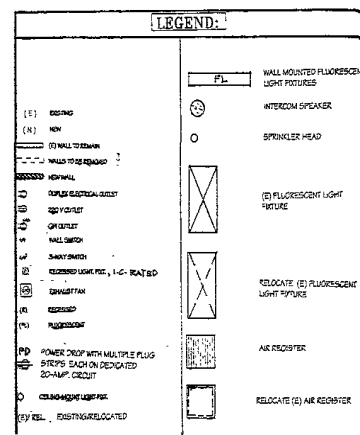 LEGEND:
(E) EXISTING
(N) NEW
(E) WALL TO REMAIN
WALLS TO BE REMOVED
NEW WALL
DUPLEX ELECTRICAL OUTLET
220 V OUTLET
GFI OUTLET
WALL SWITCH
3-WAY SWITCH
RECESSED LIGHT FIXT., I-C- RATED
EXHAUST FAN
(R) RECESSED
(FL) FLUORESCENT
PD POWER DROP WITH MULTIPLE PLUG
STRIPS EACH ON DEDICATED
20-AMP. CIRCUIT
CEILING-MOUNT LIGHT FIXT.
(E)/ REL. EXISTING/RELOCATED
FL WALL MOUNTED FLUORESCENT
LIGHT FIXTURES
INTERCOM SPEAKER
SPRINKLER HEAD
(E) FLUORESCENT LIGHT
FIXTURE
RELOCATE (E) FLUORESCENT
LIGHT FIXTURE
AIR REGISTER
RELOCATE (E) AIR REGISTER